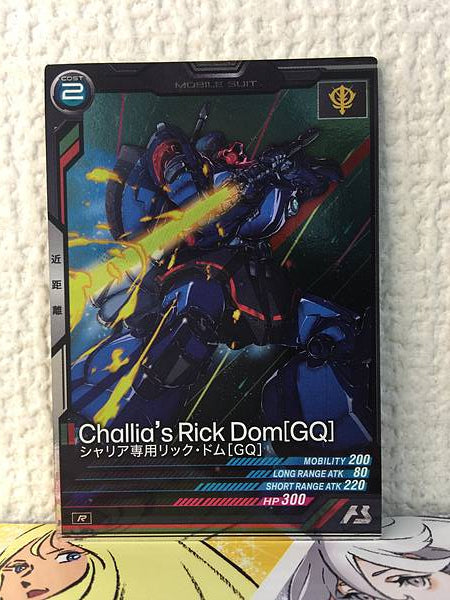 COST
2
MOBILE SUIT
近距離
Challia's Rick Dom[GQ]
シャリア専用リック・ドム[GQ]
MOBILITY 200
LONG RANGE ATK 80
SHORT RANGE ATK 220
HP 300
R